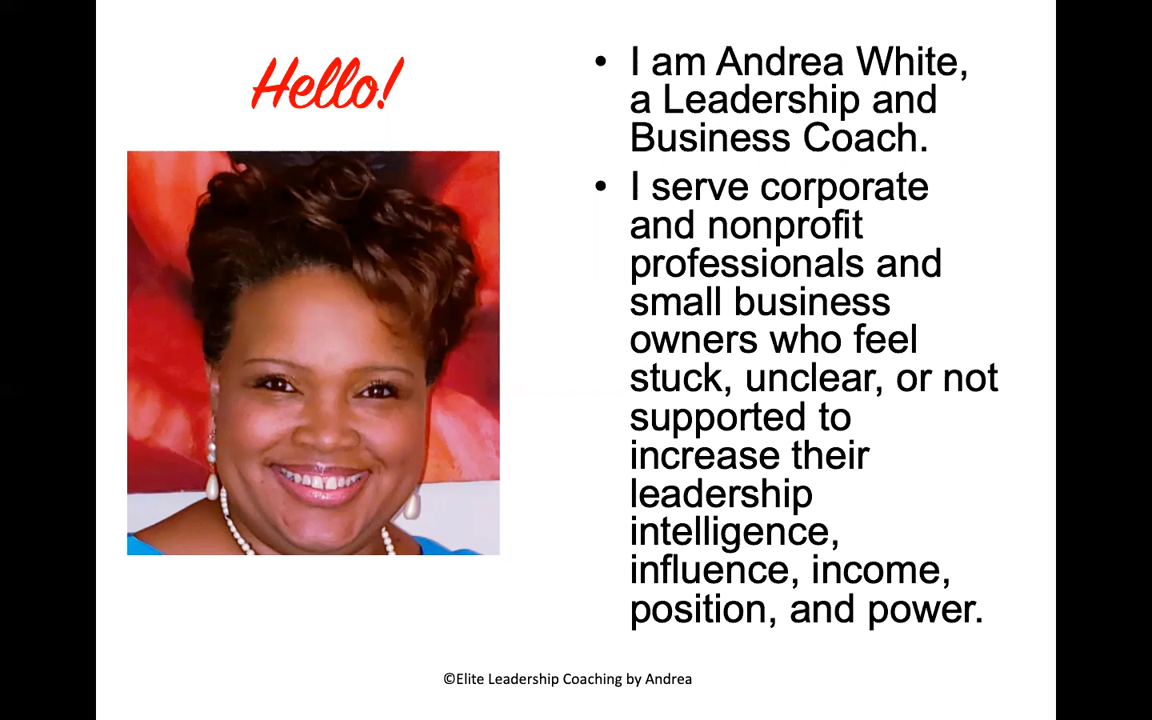 Hello!
• I am Andrea White,
a Leadership and
Business Coach.
• I serve corporate
and nonprofit
professionals and
small business
owners who feel
stuck, unclear, or not
supported to
increase their
leadership
intelligence,
influence, income,
position, and power.
©Elite Leadership Coaching by Andrea